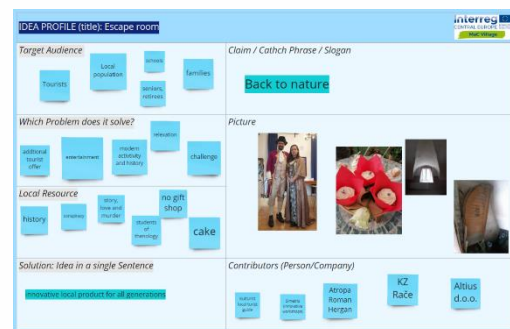 IDEA PROFILE (title): Escape room
Interreg
CENTRAL EUROPE
Mall Village
Target Audience
Tourists
Local
population
schools
seniors,
retirees
families
Claim / Cathch Phrase / Slogan
Back to nature
Which Problem does it solve?
additional
tourist
offer
entertainment
modern
activity
and history
relaxation
challenge
Picture
Local Resource
history
story,
love and
murder
students
of
no gift
shop
cake
Solution: Idea in a single Sentence
Innovative local product for all generations
Contributors (Person/Company)
guide
Atropa
Roman
Hergan
KZ
Rače
Altius
d.o.o.